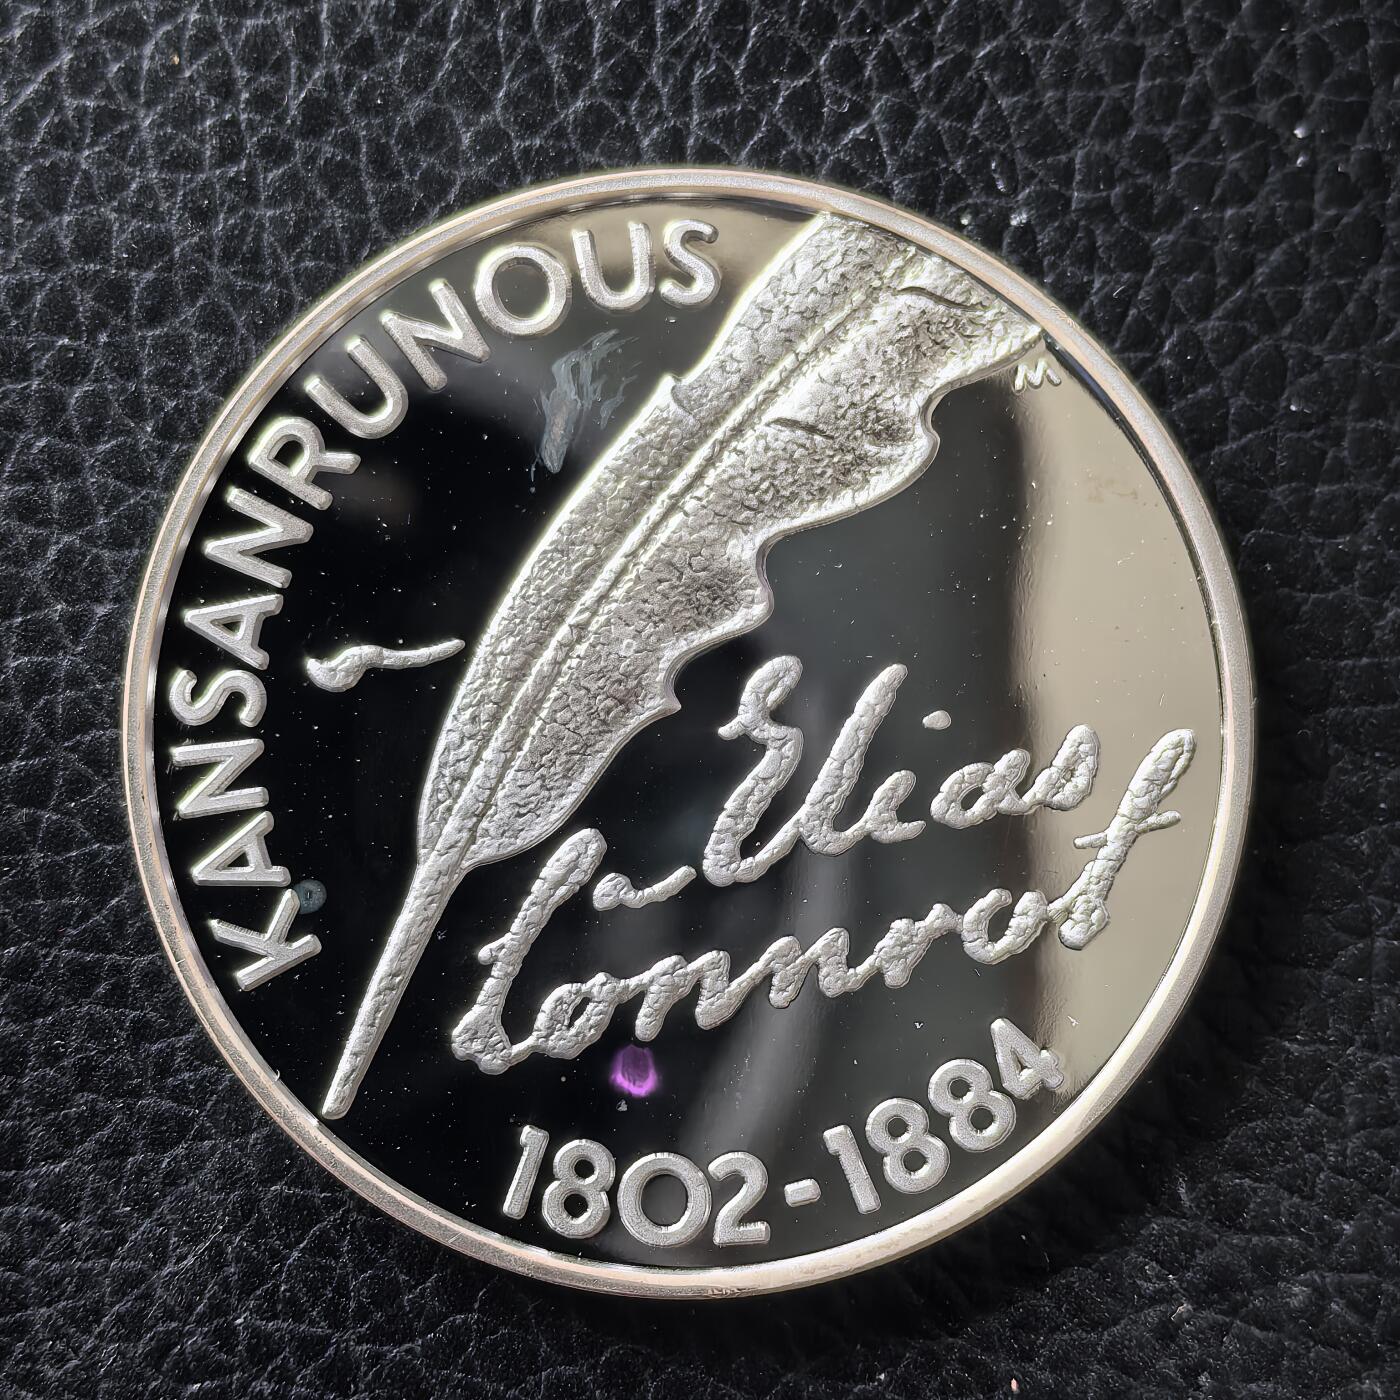 KANSANRUNOUS
M
Elias
Lönnrot
1802-1884